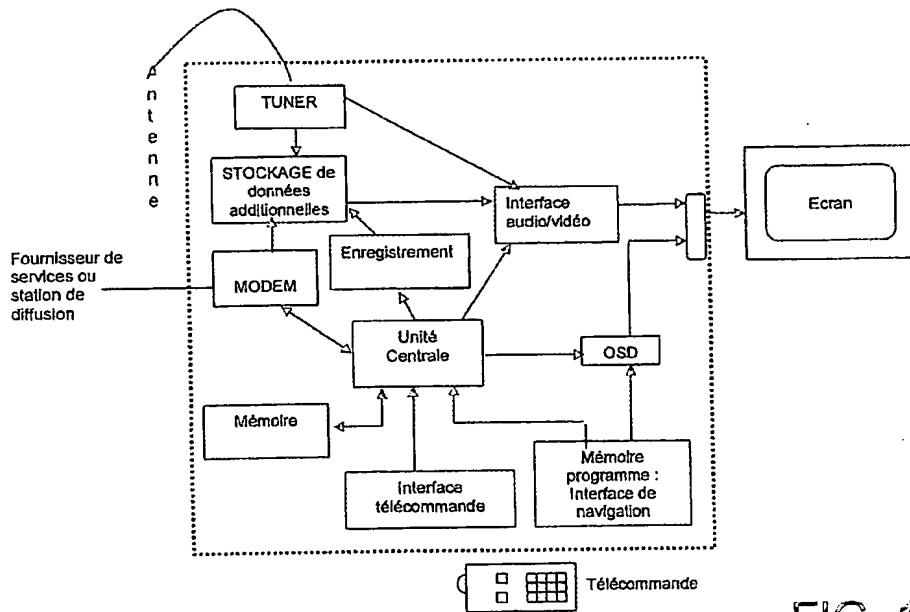 Antenne
TUNER
STOCKAGE de
données
additionnelles
Interface
audio/vidéo
Ecran
Enregistrement
Fournisseur de
services ou
station de
diffusion
MODEM
Unité
Centrale
OSD
Mémoire
Interface
télécommande
Mémoire
programme :
Interface de
navigation
Télécommande